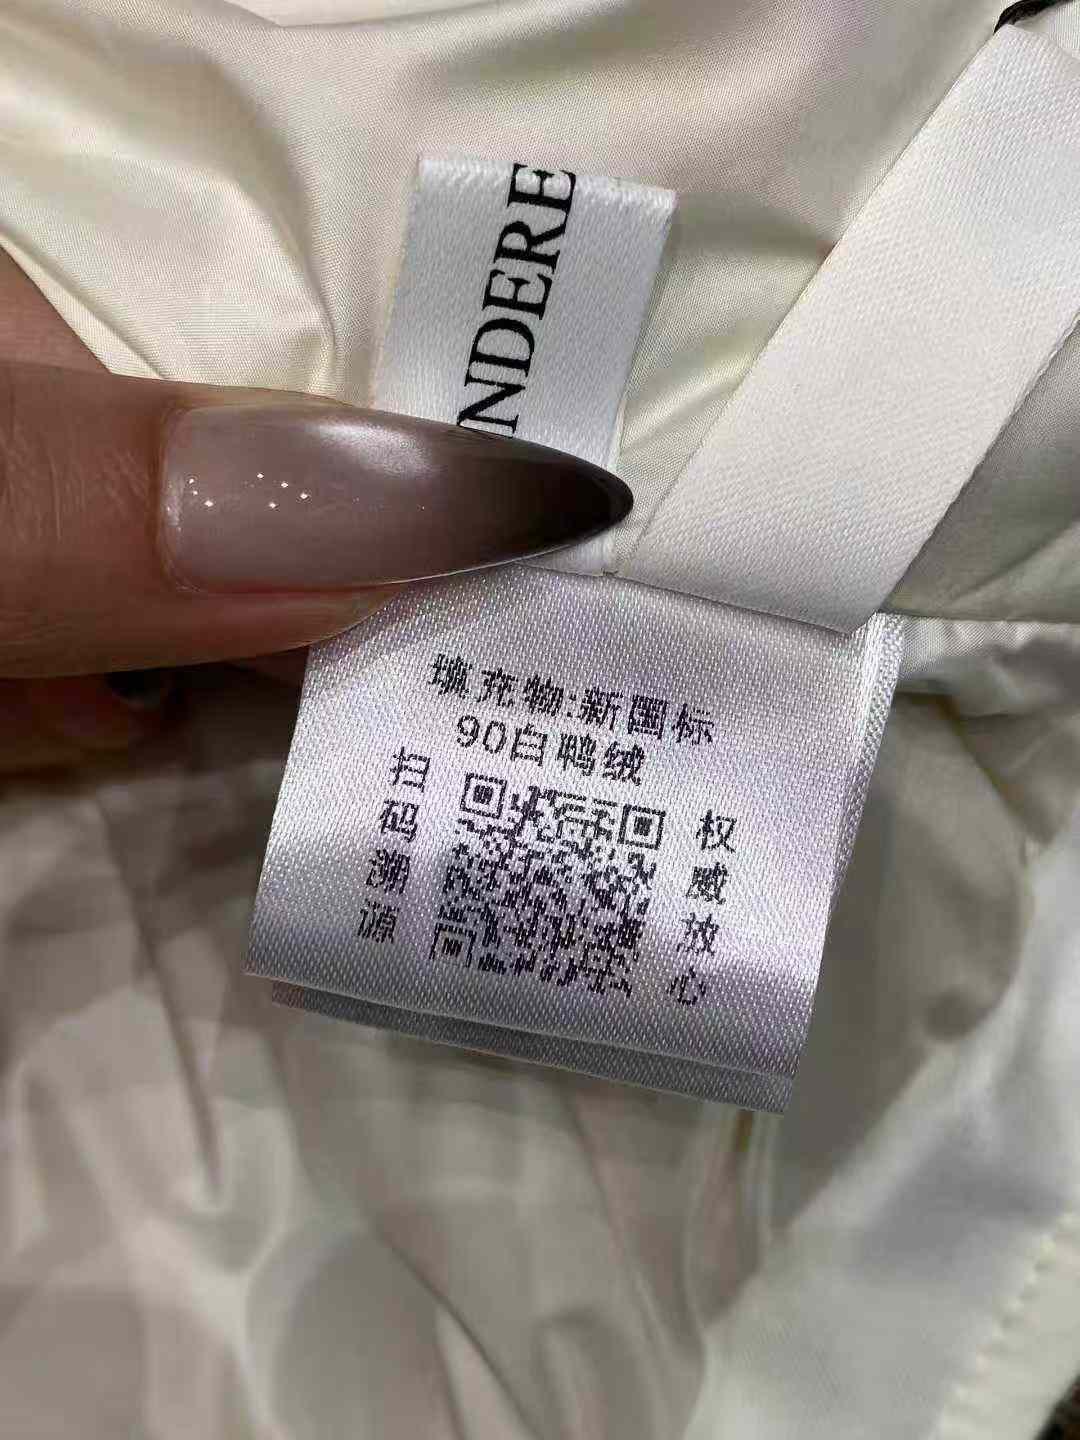 NDERE
填充物:新国标
90白鸭绒
扫码溯源
权威放心